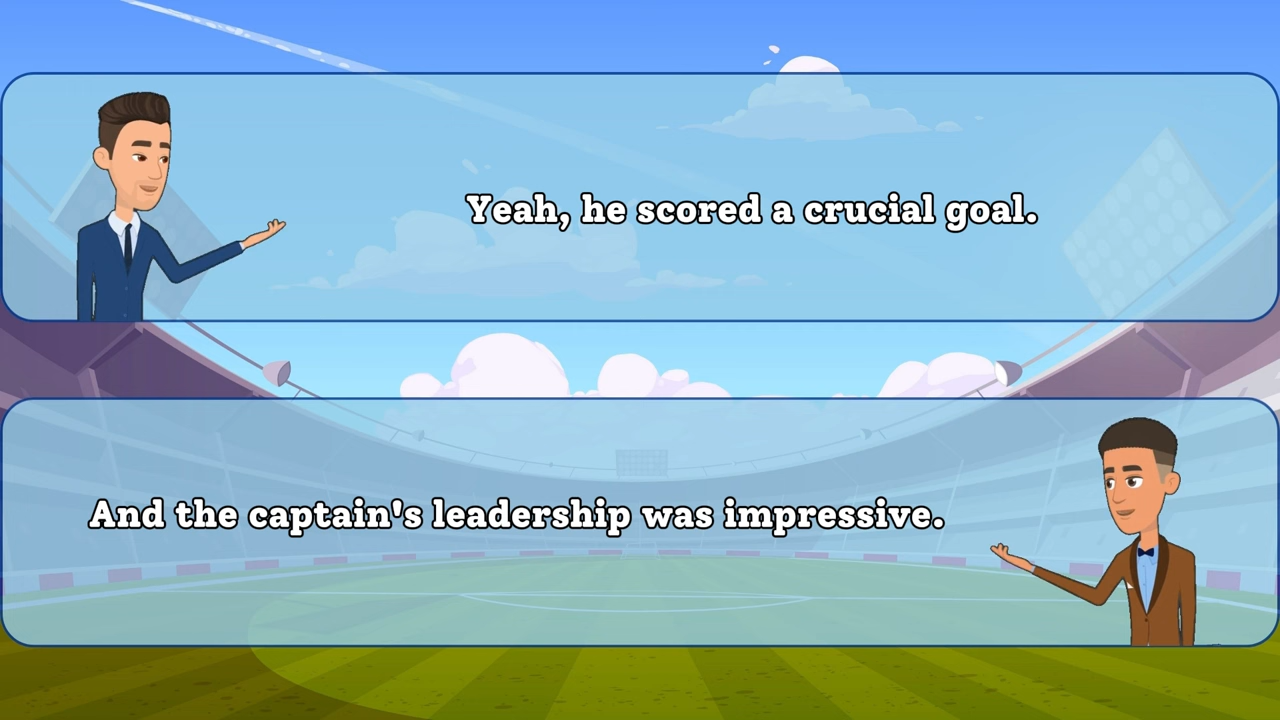 Yeah, he scored a crucial goal.
And the captain's leadership was impressive.